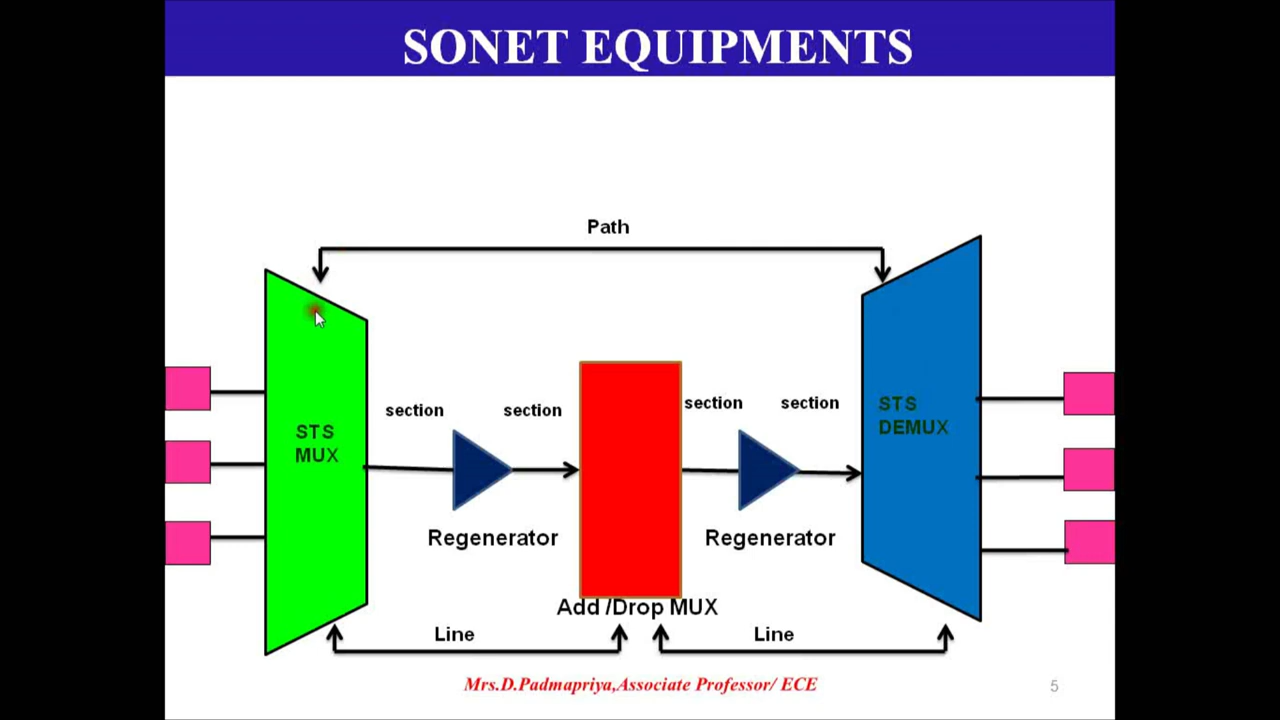 SONET EQUIPMENTS
Path
section
section
section
section
STS
MUX
STS
DEMUX
Regenerator
Regenerator
Add /Drop MUX
Line
Line
Mrs.D.Padmapriya,Associate Professor/ ECE
5